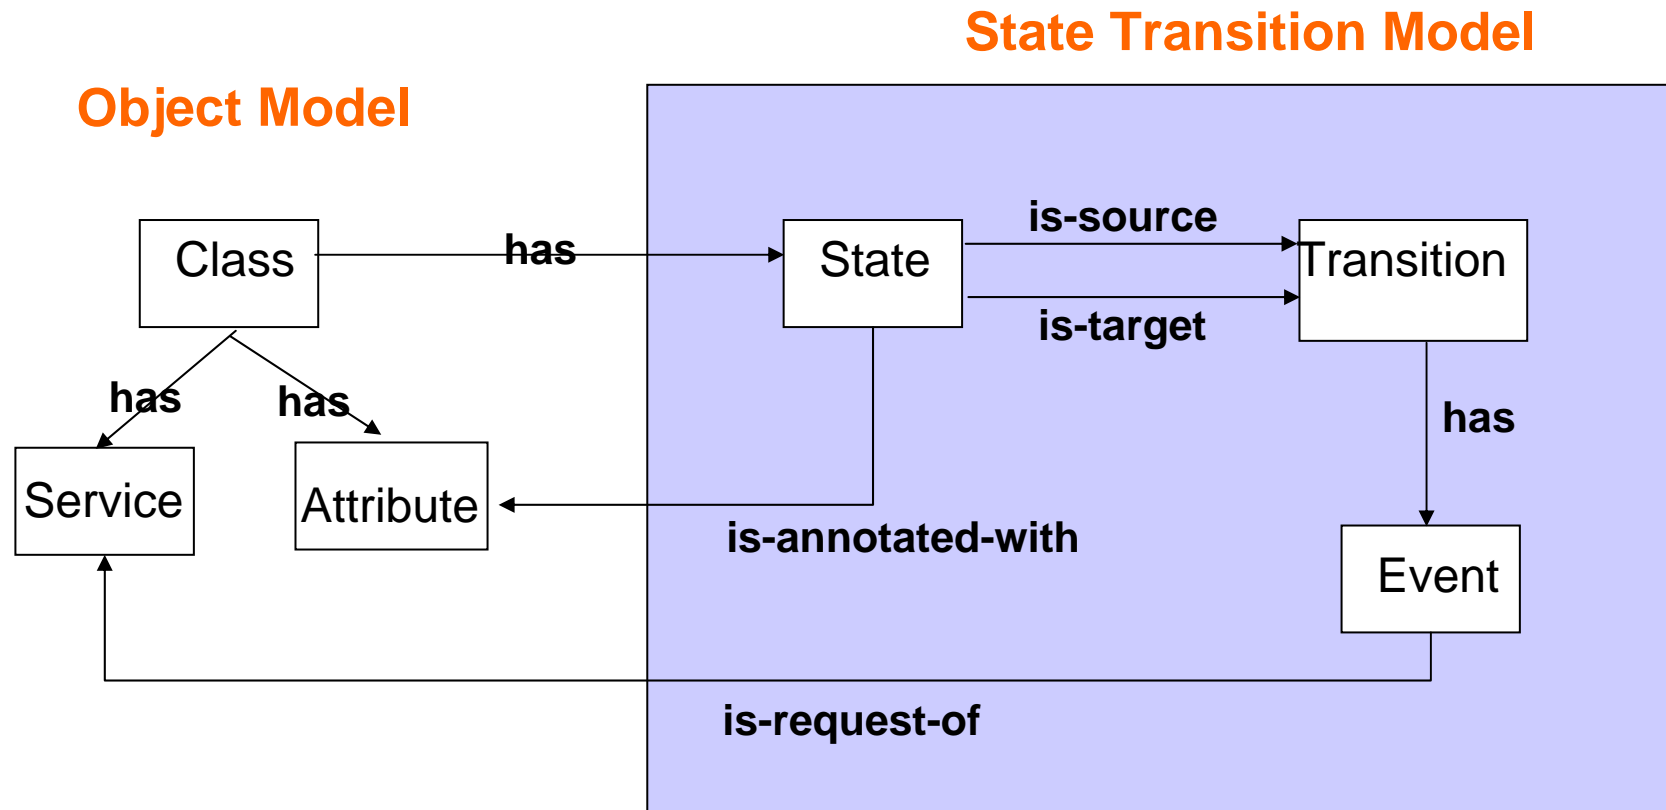 State Transition Model
Object Model
Class
has
State
is-source
Transition
is-target
has
has
has
Service
Attribute
is-annotated-with
Event
is-request-of